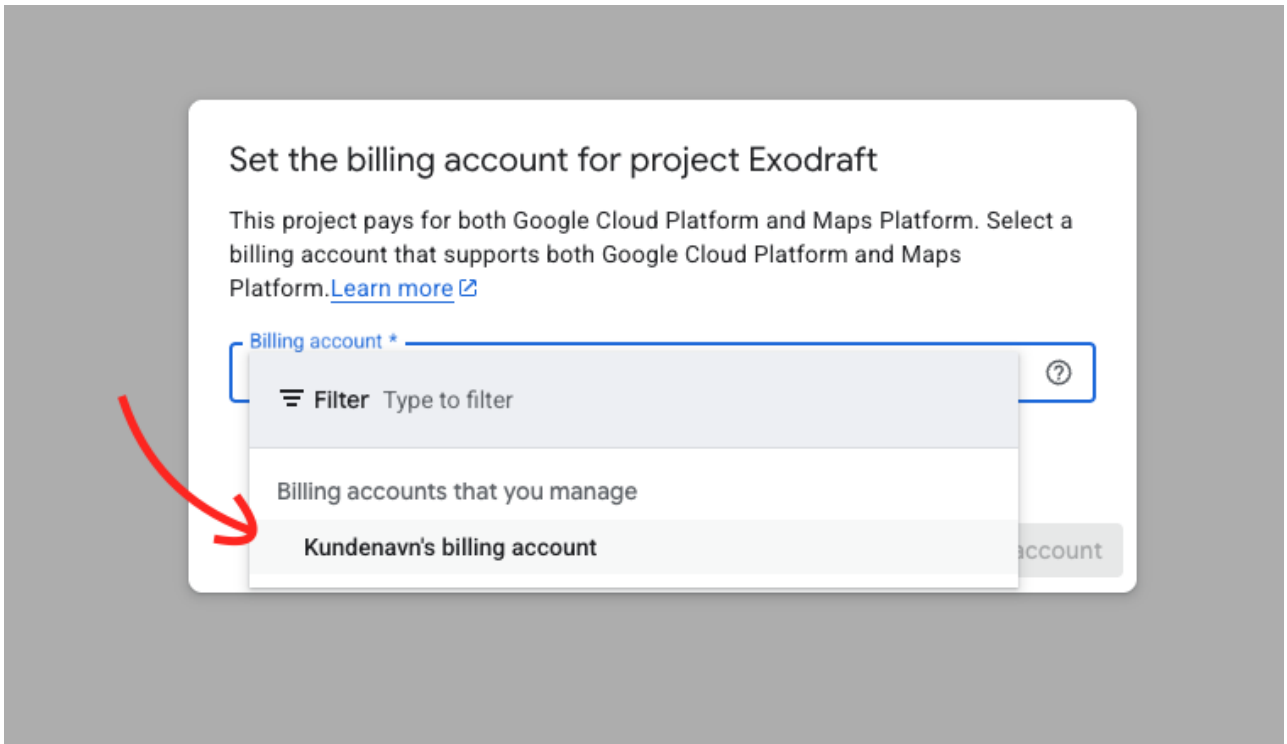 Set the billing account for project Exodraft
This project pays for both Google Cloud Platform and Maps Platform. Select a
billing account that supports both Google Cloud Platform and Maps
Platform.Learn more
Billing account *
Filter Type to filter
Billing accounts that you manage
Kundenavn's billing account
account